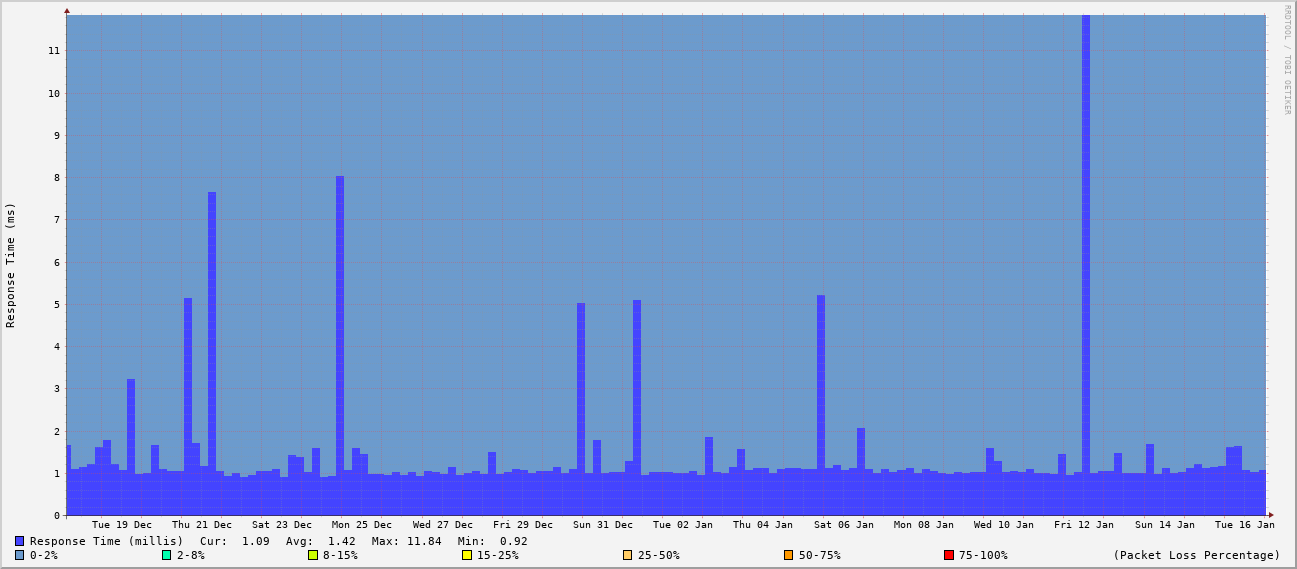 RRDTOOL / TOBI OETIKER
Response Time (ms)
11
10
9
8
7
6
5
4
3
2
1
0
Tue 19 Dec Thu 21 Dec Sat 23 Dec Mon 25 Dec Wed 27 Dec Fri 29 Dec Sun 31 Dec Tue 02 Jan Thu 04 Jan Sat 06 Jan Mon 08 Jan Wed 10 Jan Fri 12 Jan Sun 14 Jan Tue 16 Jan
Response Time (millis) Cur: 1.09 Avg: 1.42 Max: 11.84 Min: 0.92
0-2% 2-8% 8-15% 15-25% 25-50% 50-75% 75-100% (Packet Loss Percentage)